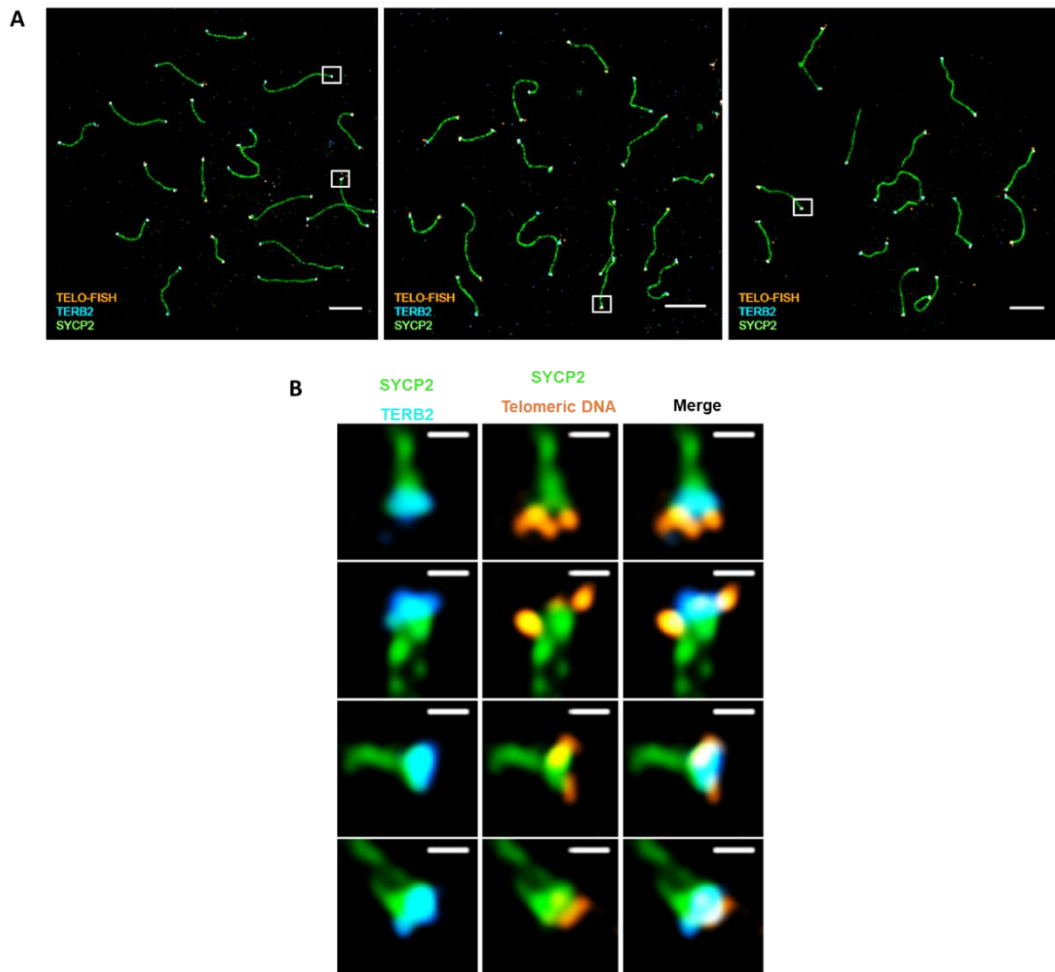 A
TELO-FISH
TERB2
SYCP2
TELO-FISH
TERB2
SYCP2
TELO-FISH
TERB2
SYCP2
B
SYCP2
TERB2
SYCP2
Telomeric DNA
Merge